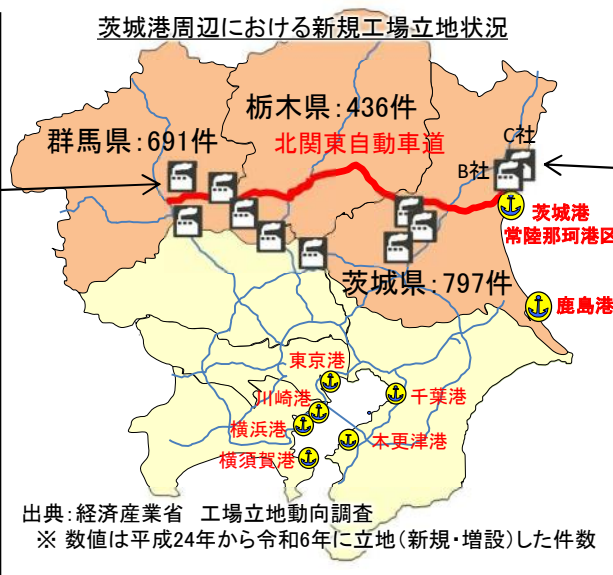 茨城港周辺における新規工場立地状況
栃木県：436件
群馬県：691件
北関東自動車道
C社
B社
茨城港
常陸那珂港区
茨城県：797件
鹿島港
東京港
川崎港
千葉港
横浜港
木更津港
横須賀港
出典：経済産業省　工場立地動向調査
※ 数値は平成24年から令和6年に立地（新規・増設）した件数